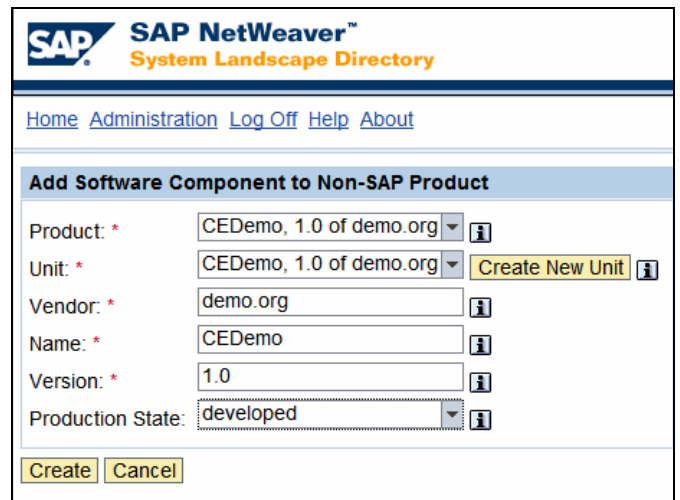 SAP SAP NetWeaver™
System Landscape Directory
Home Administration Log Off Help About
Add Software Component to Non-SAP Product
Product: * CEDemo, 1.0 of demo.org
Unit: * CEDemo, 1.0 of demo.org Create New Unit
Vendor: * demo.org
Name: * CEDemo
Version: * 1.0
Production State: developed
Create Cancel